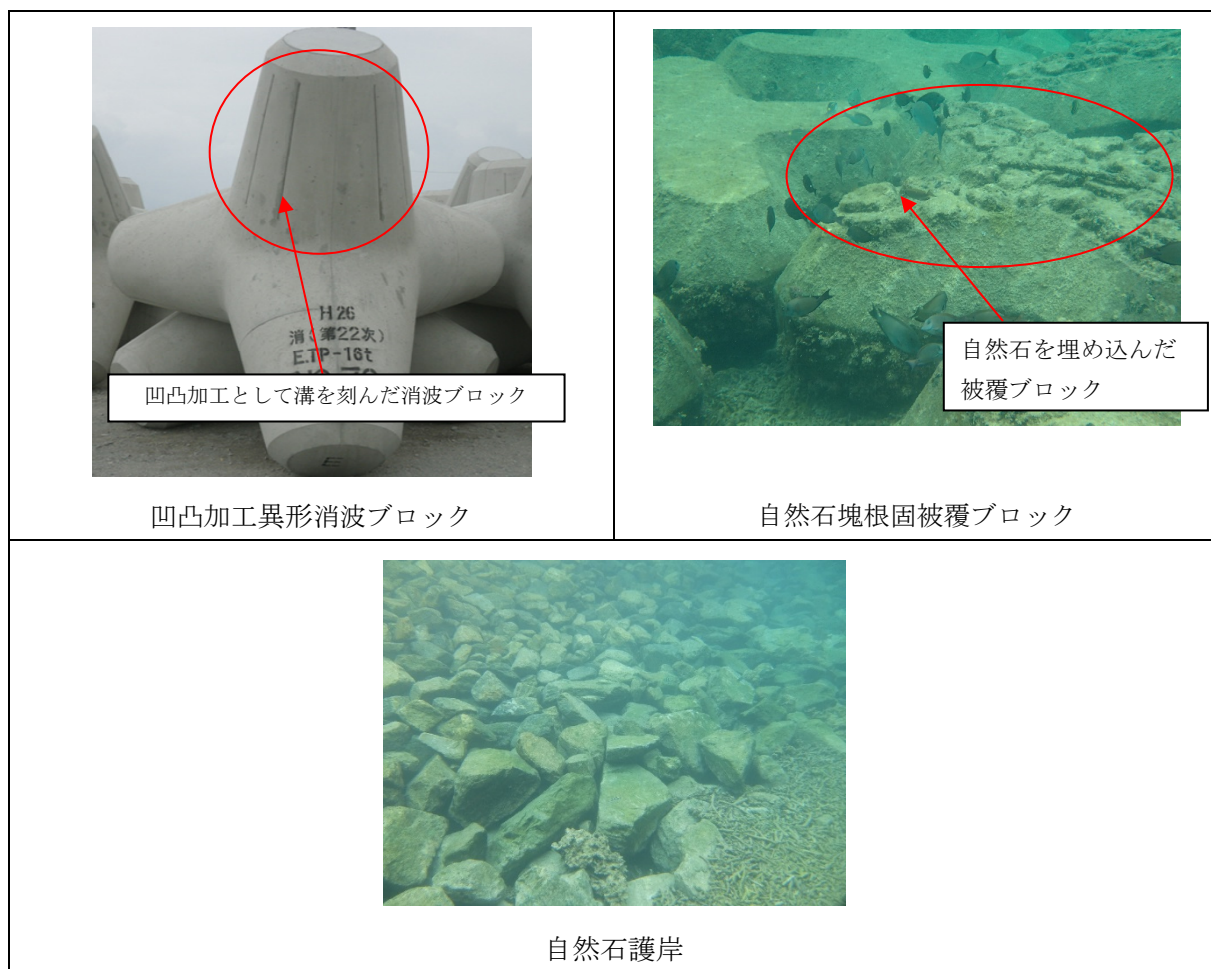 H26
消(第22次)
E.TP-16t
凹凸加工として溝を刻んだ消波ブロック
E
凹凸加工異形消波ブロック
自然石を埋め込んだ
被覆ブロック
自然石塊根固被覆ブロック
自然石護岸